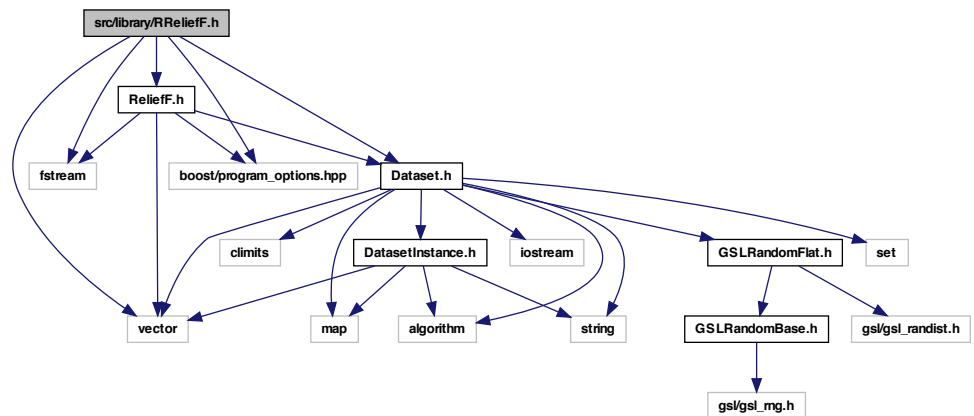 src/library/RReliefF.h
ReliefF.h
fstream
boost/program_options.hpp
Dataset.h
climits
DatasetInstance.h
iostream
GSLRandomFlat.h
set
vector
map
algorithm
string
GSLRandomBase.h
gsl/gsl_randist.h
gsl/gsl_rng.h